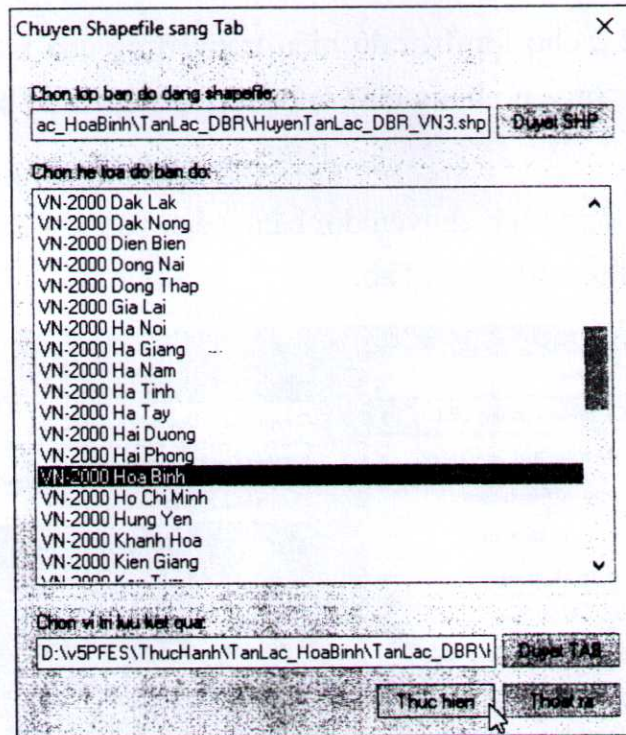 Chuyen Shapefile sang Tab
Chon lop ban do dang shapefile:
ac_HoaBinh\TanLac_DBR\HuyenTanLac_DBR_VN3.shp
Duyet SHP
Chon he toa do ban do:
VN-2000 Dak Lak
VN-2000 Dak Nong
VN-2000 Dien Bien
VN-2000 Dong Nai
VN-2000 Dong Thap
VN-2000 Gia Lai
VN-2000 Ha Noi
VN-2000 Ha Giang
VN-2000 Ha Nam
VN-2000 Ha Tinh
VN-2000 Ha Tay
VN-2000 Hai Duong
VN-2000 Hai Phong
VN-2000 Hoa Binh
VN-2000 Ho Chi Minh
VN-2000 Hung Yen
VN-2000 Khanh Hoa
VN-2000 Kien Giang
VN-2000 Kon Tum
Chon vi tri luu ket qua:
D:\v5PFES\ThucHanh\TanLac_HoaBinh\TanLac_DBR\
Duyet TAB
Thuc hien
Thoat ra